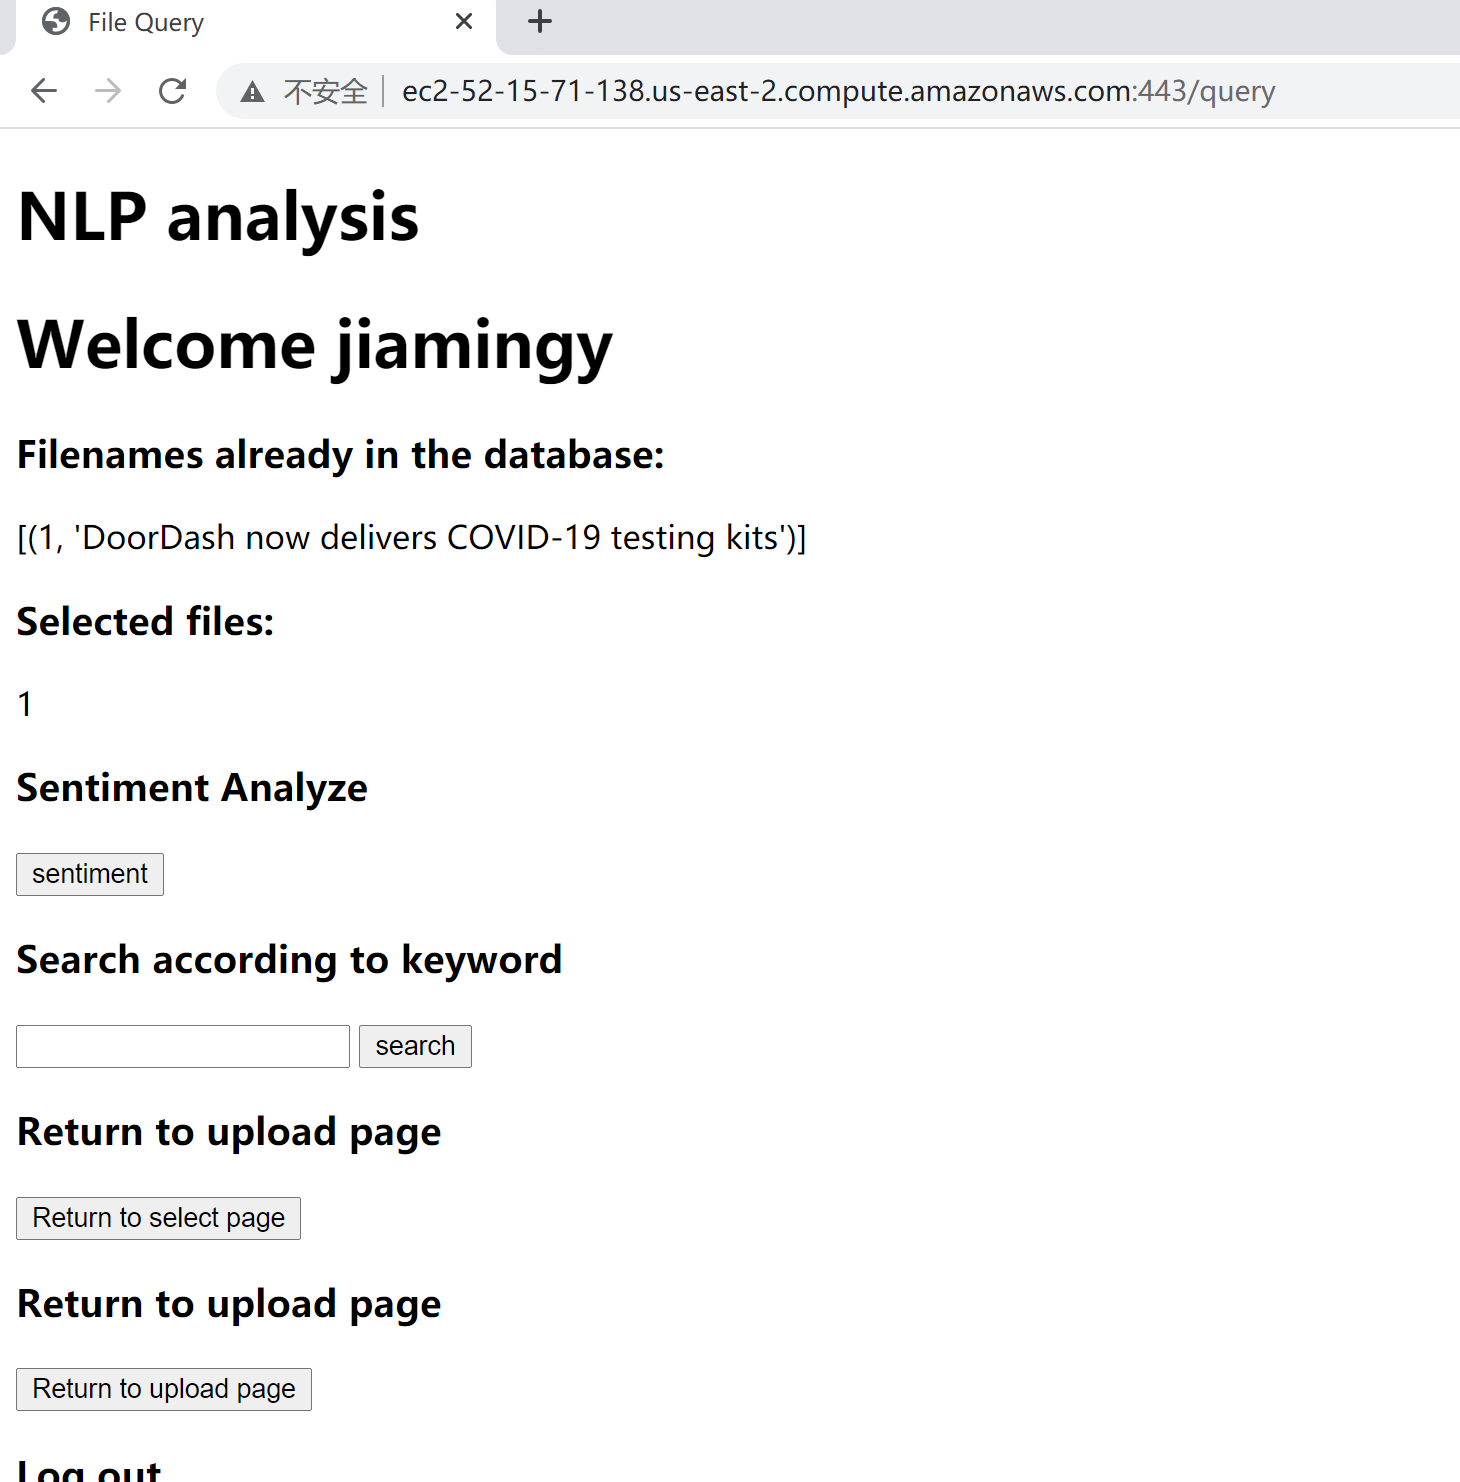 File Query
不安全 ec2-52-15-71-138.us-east-2.compute.amazonaws.com:443/query
NLP analysis
Welcome jiamingy
Filenames already in the database:
[(1, 'DoorDash now delivers COVID-19 testing kits')]
Selected files:
1
Sentiment Analyze
sentiment
Search according to keyword
search
Return to upload page
Return to select page
Return to upload page
Return to upload page
Log out